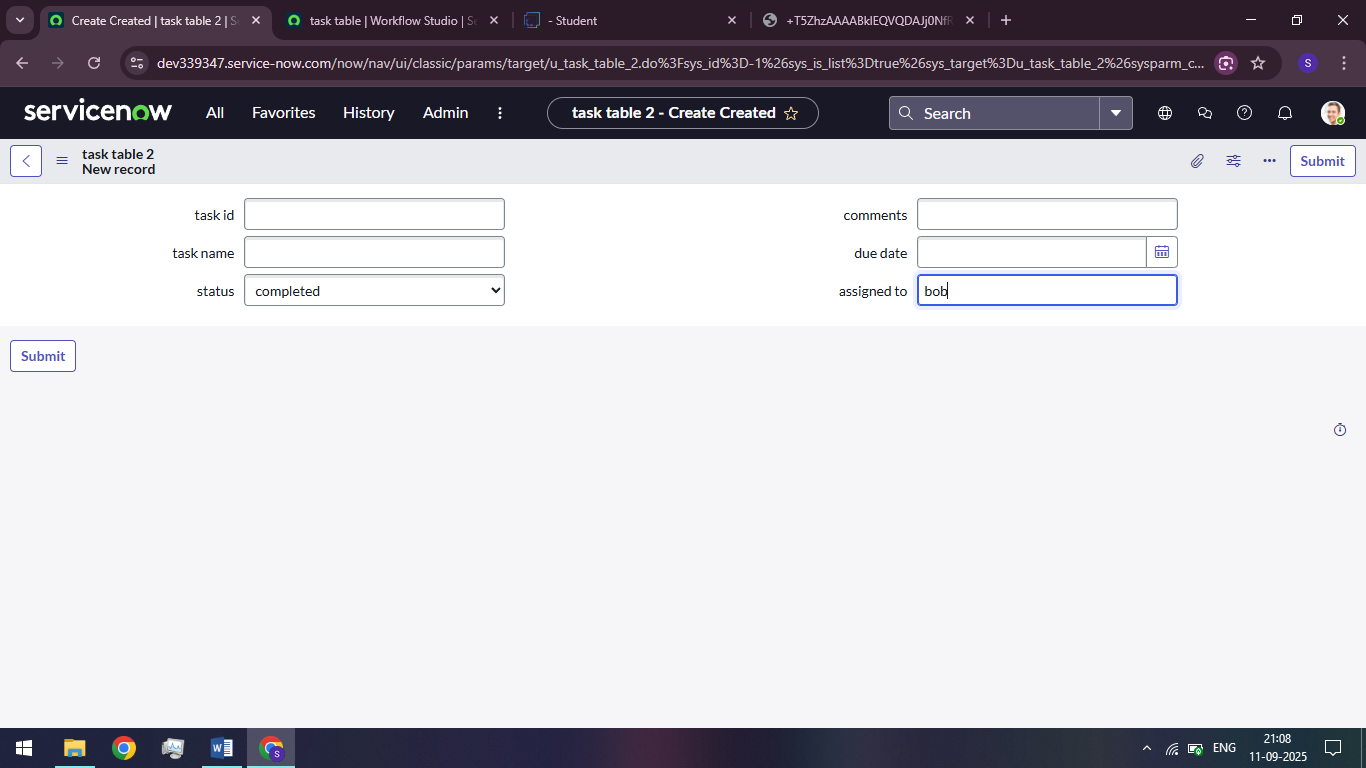 Create Created | task table 2 | S
task table | Workflow Studio | Se
- Student
+T5ZhzAAAABklEQVQDAJj0NfR
dev339347.service-now.com/now/nav/ui/classic/params/target/u_task_table_2.do%3Fsys_id%3D-1%26sys_is_list%3Dtrue%26sys_target%3Du_task_table_2%26sysparm_c...
S
servicenow
All
Favorites
History
Admin
task table 2 - Create Created
Search
task table 2
New record
Submit
task id
comments
task name
due date
status
completed
assigned to
bob
Submit
ENG
21:08
11-09-2025